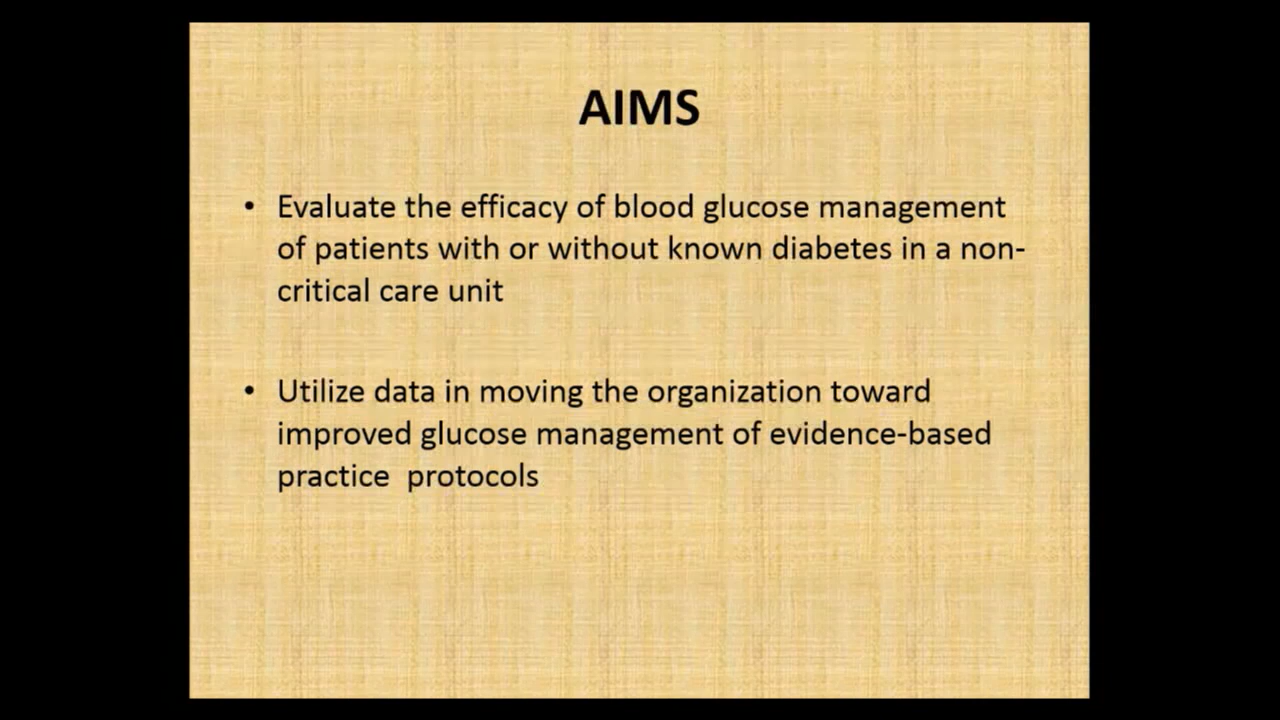 AIMS
• Evaluate the efficacy of blood glucose management
of patients with or without known diabetes in a non-
critical care unit
• Utilize data in moving the organization toward
improved glucose management of evidence-based
practice  protocols